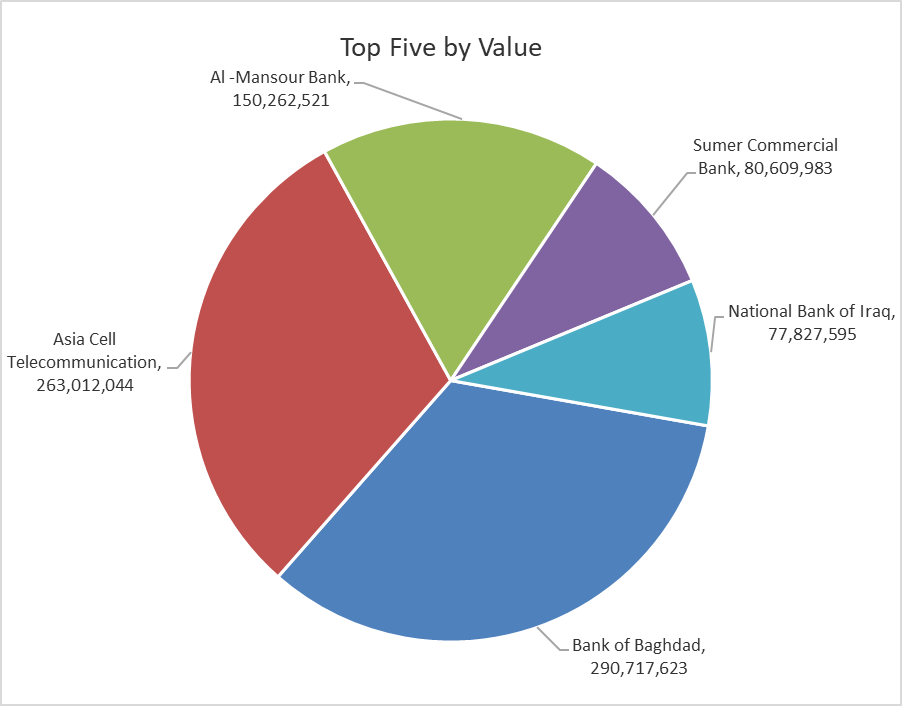 Top Five by Value
Al -Mansour Bank,
150,262,521
Sumer Commercial
Bank, 80,609,983
National Bank of Iraq,
77,827,595
Asia Cell
Telecommunication,
263,012,044
Bank of Baghdad,
290,717,623